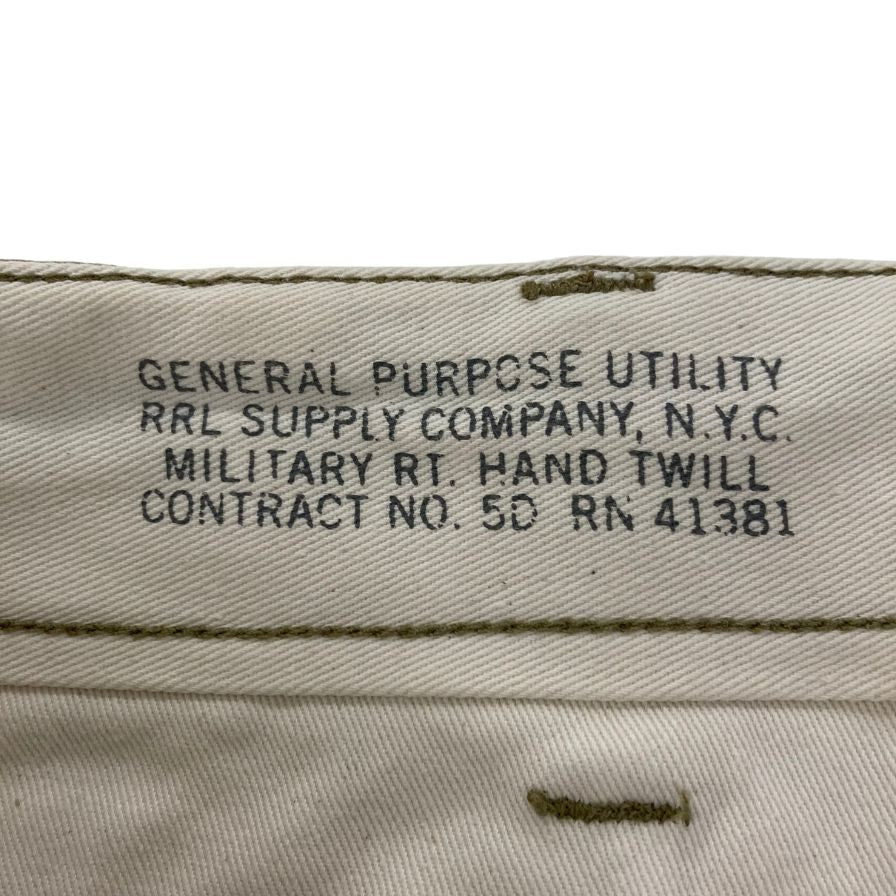 GENERAL PURPOSE UTILITY
RRL SUPPLY COMPANY, N.Y.C.
MILITARY RT. HAND TWILL
CONTRACT NO. 5D RN 41381